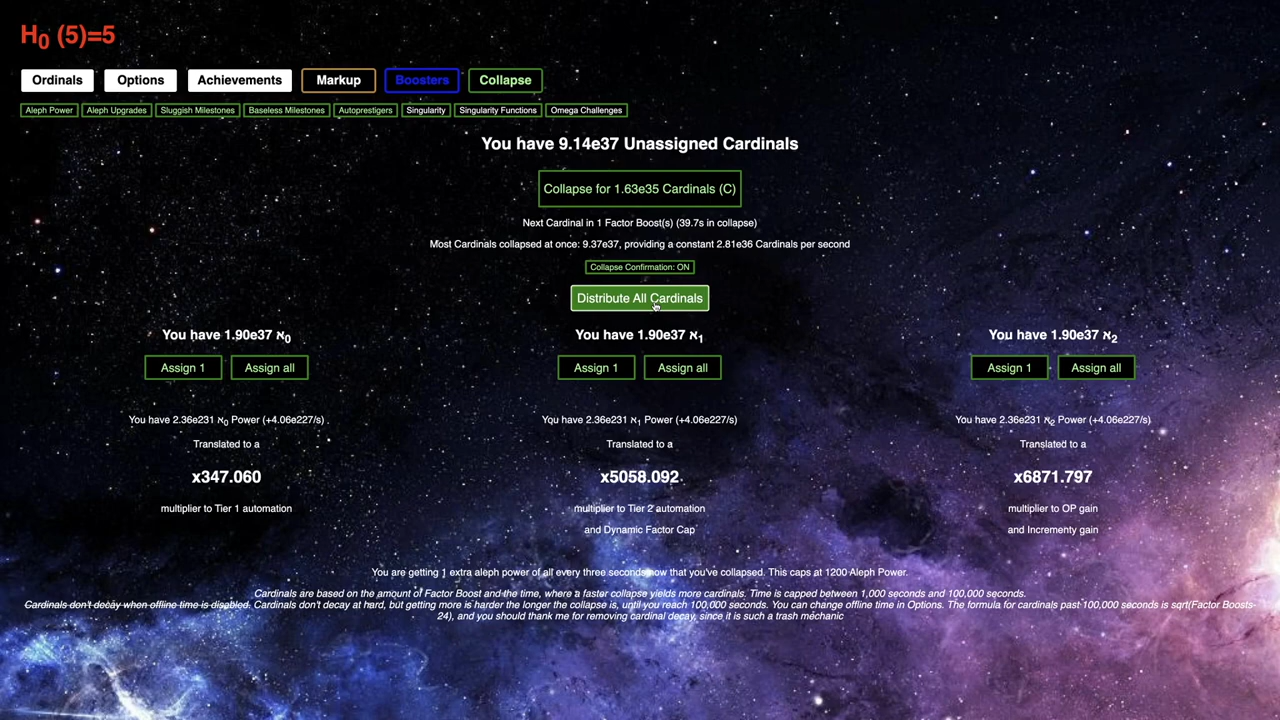 H0 (5)=5
Ordinals Options Achievements Markup Boosters Collapse
Aleph Power Aleph Upgrades Sluggish Milestones Baseless Milestones Autoprestigers Singularity Singularity Functions Omega Challenges
You have 9.14e37 Unassigned Cardinals
Collapse for 1.63e35 Cardinals (C)
Next Cardinal in 1 Factor Boost(s) (39.7s in collapse)
Most Cardinals collapsed at once: 9.37e37, providing a constant 2.81e36 Cardinals per second
Collapse Confirmation: ON
Distribute All Cardinals
You have 1.90e37 ℵ0 You have 1.90e37 ℵ1 You have 1.90e37 ℵ2
Assign 1 Assign all Assign 1 Assign all Assign 1 Assign all
You have 2.36e231 ℵ0 Power (+4.06e227/s) You have 2.36e231 ℵ1 Power (+4.06e227/s) You have 2.36e231 ℵ2 Power (+4.06e227/s)
Translated to a Translated to a Translated to a
x347.060 x5058.092 x6871.797
multiplier to Tier 1 automation multiplier to Tier 2 automation multiplier to OP gain
and Dynamic Factor Cap and Incrementy gain
You are getting 1 extra aleph power of all every three seconds now that you've collapsed. This caps at 1200 Aleph Power.
Cardinals are based on the amount of Factor Boost and the time, where a faster collapse yields more cardinals. Time is capped between 1,000 seconds and 100,000 seconds.
Cardinals don't decay when offline time is disabled. Cardinals don't decay at hard, but getting more is harder the longer the collapse is, until you reach 100,000 seconds. You can change offline time in Options. The formula for cardinals past 100,000 seconds is sqrt(Factor Boosts-
24), and you should thank me for removing cardinal decay, since it is such a trash mechanic